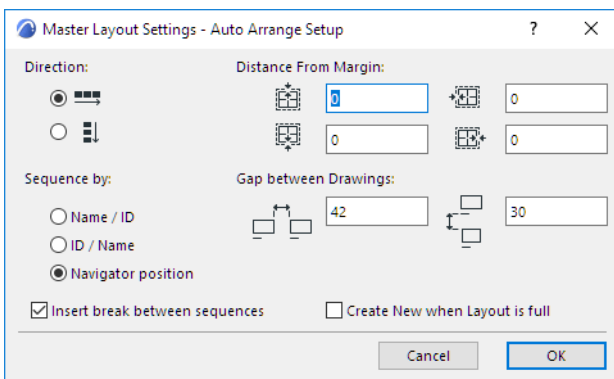 Master Layout Settings - Auto Arrange Setup
Direction:
Distance From Margin:
0
0
0
0
Sequence by:
Gap between Drawings:
Name / ID
42
30
ID / Name
Navigator position
Insert break between sequences
Create New when Layout is full
Cancel
OK